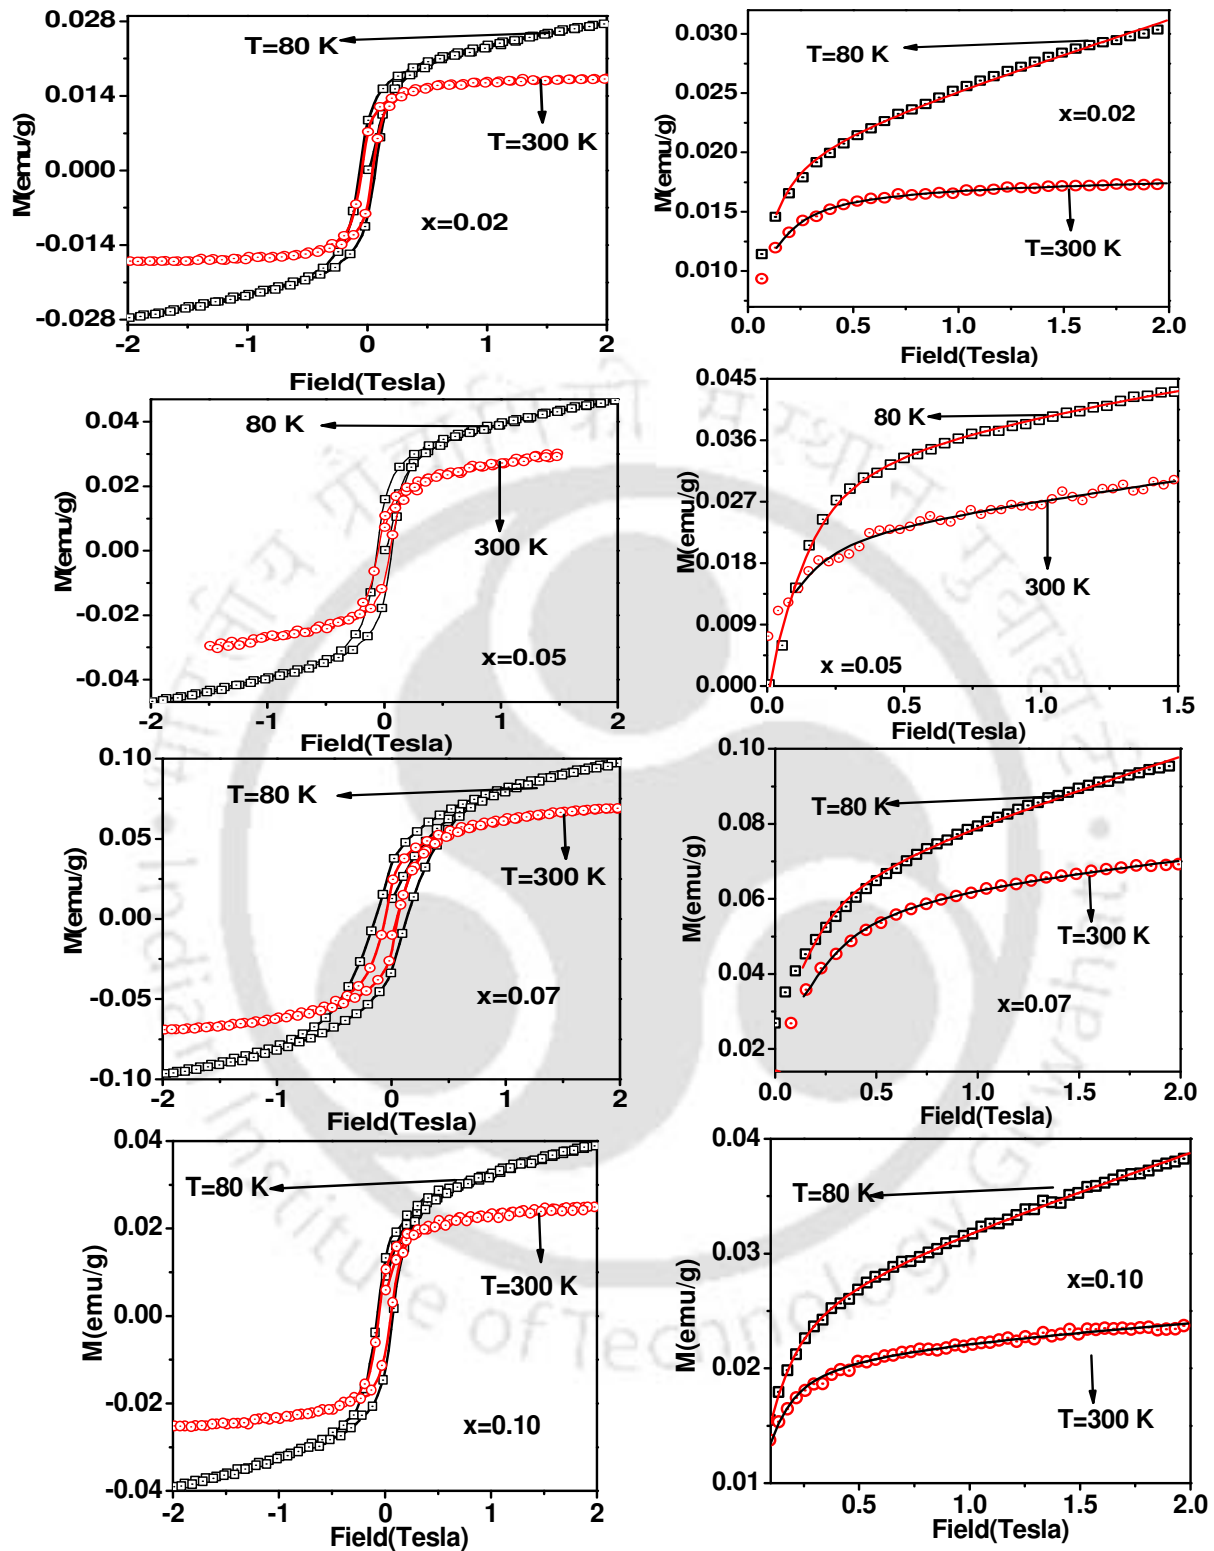 0.028
0.014
0.000
-0.014
-0.028
M(emu/g)
T=80 K
T=300 K
x=0.02
-2 -1 0 1 2
Field(Tesla)
0.030
0.025
0.020
0.015
0.010
M(emu/g)
T=80 K
x=0.02
T=300 K
0.0 0.5 1.0 1.5 2.0
Field(Tesla)
0.04
0.02
0.00
-0.02
-0.04
M(emu/g)
80 K
300 K
x=0.05
-2 -1 0 1 2
Field(Tesla)
0.045
0.036
0.027
0.018
0.009
0.000
M(emu/g)
80 K
300 K
x =0.05
0.0 0.5 1.0 1.5
Field(Tesla)
0.10
0.05
0.00
-0.05
-0.10
M(emu/g)
T=80 K
T=300 K
x=0.07
-2 -1 0 1 2
Field(Tesla)
0.10
0.08
0.06
0.04
0.02
M(emu/g)
T=80 K
T=300 K
x=0.07
0.0 0.5 1.0 1.5 2.0
Field(Tesla)
0.04
0.02
0.00
-0.02
-0.04
M(emu/g)
T=80 K
T=300 K
x=0.10
-2 -1 0 1 2
Field(Tesla)
0.04
0.03
0.02
0.01
M(emu/g)
T=80 K
x=0.10
T=300 K
0.5 1.0 1.5 2.0
Field(Tesla)
Indian Institute of Technology Guwahati